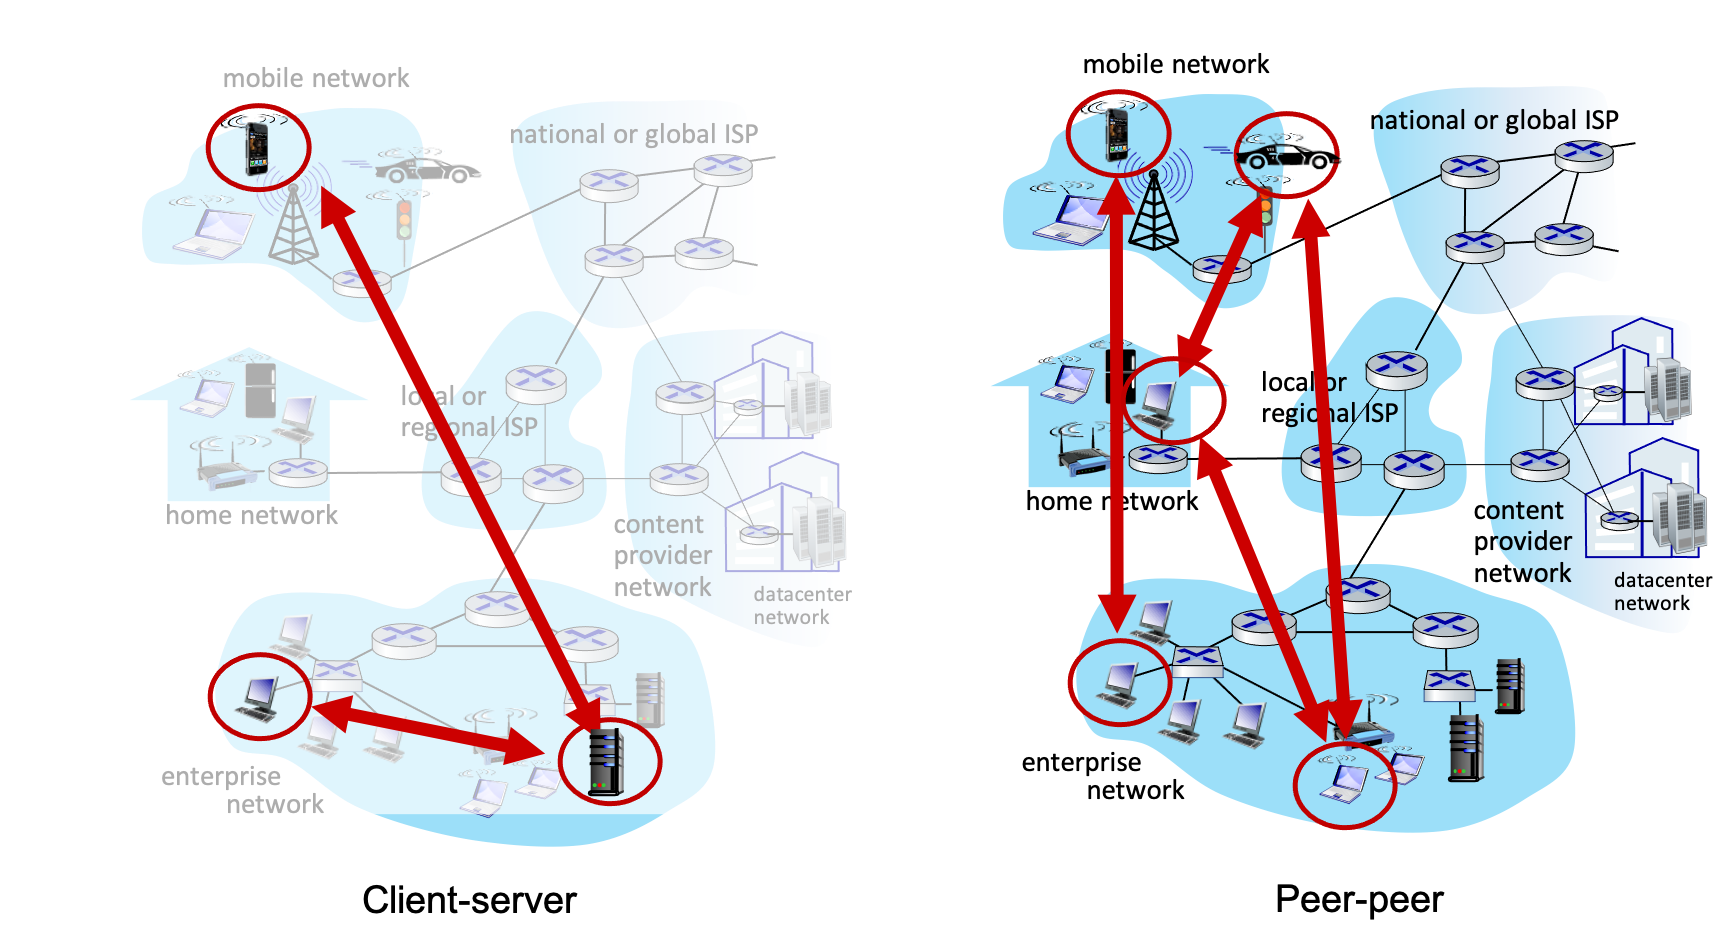 mobile network
national or global ISP
local or
regional ISP
home network
content
provider
network
datacenter
network
enterprise
network
Client-server
mobile network
national or global ISP
local or
regional ISP
home network
content
provider
network
datacenter
network
enterprise
network
Peer-peer